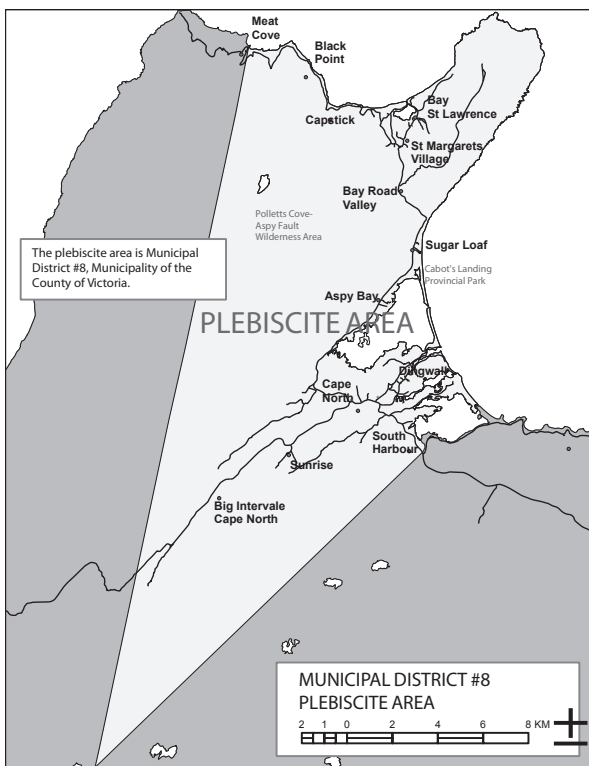 Meat
Cove
Black
Point
Capstick
Bay
St Lawrence
St Margarets
Village
Bay Road
Valley
Polletts Cove-
Aspy Fault
Wilderness Area
The plebiscite area is Municipal
District #8, Municipality of the
County of Victoria.
Sugar Loaf
Cabot's Landing
Provincial Park
Aspy Bay
PLEBISCITE AREA
Dingwall
Cape
North
South
Harbour
Sunrise
Big Intervale
Cape North
MUNICIPAL DISTRICT #8
PLEBISCITE AREA
2 1 0 2 4 6 8 KM